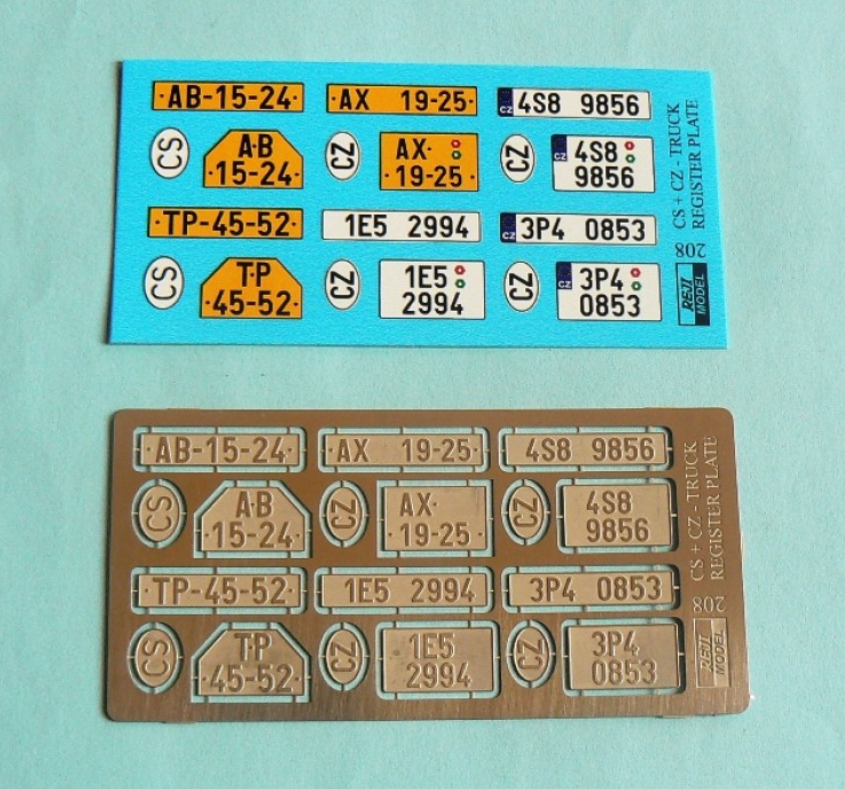 ·AB-15-24·
·AX 19-25·
CZ 4S8 9856
CS
A·B
·15-24·
CZ
AX·
·19-25·
CZ
CZ 4S8
9856
·TP-45-52·
1E5 2994
CZ 3P4 0853
CS
T·P
·45-52·
CZ
1E5
2994
CZ
3P4
0853
CS + CZ - TRUCK
REGISTER PLATE
208
REJI
MODEL
·AB-15-24·
·AX 19-25·
4S8 9856
CS
A·B
·15-24·
CZ
AX·
·19-25·
CZ
4S8
9856
·TP-45-52·
1E5 2994
3P4 0853
CS
T·P
·45-52·
CZ
1E5
2994
CZ
3P4
0853
CS + CZ - TRUCK
REGISTER PLATE
208
REJI
MODEL